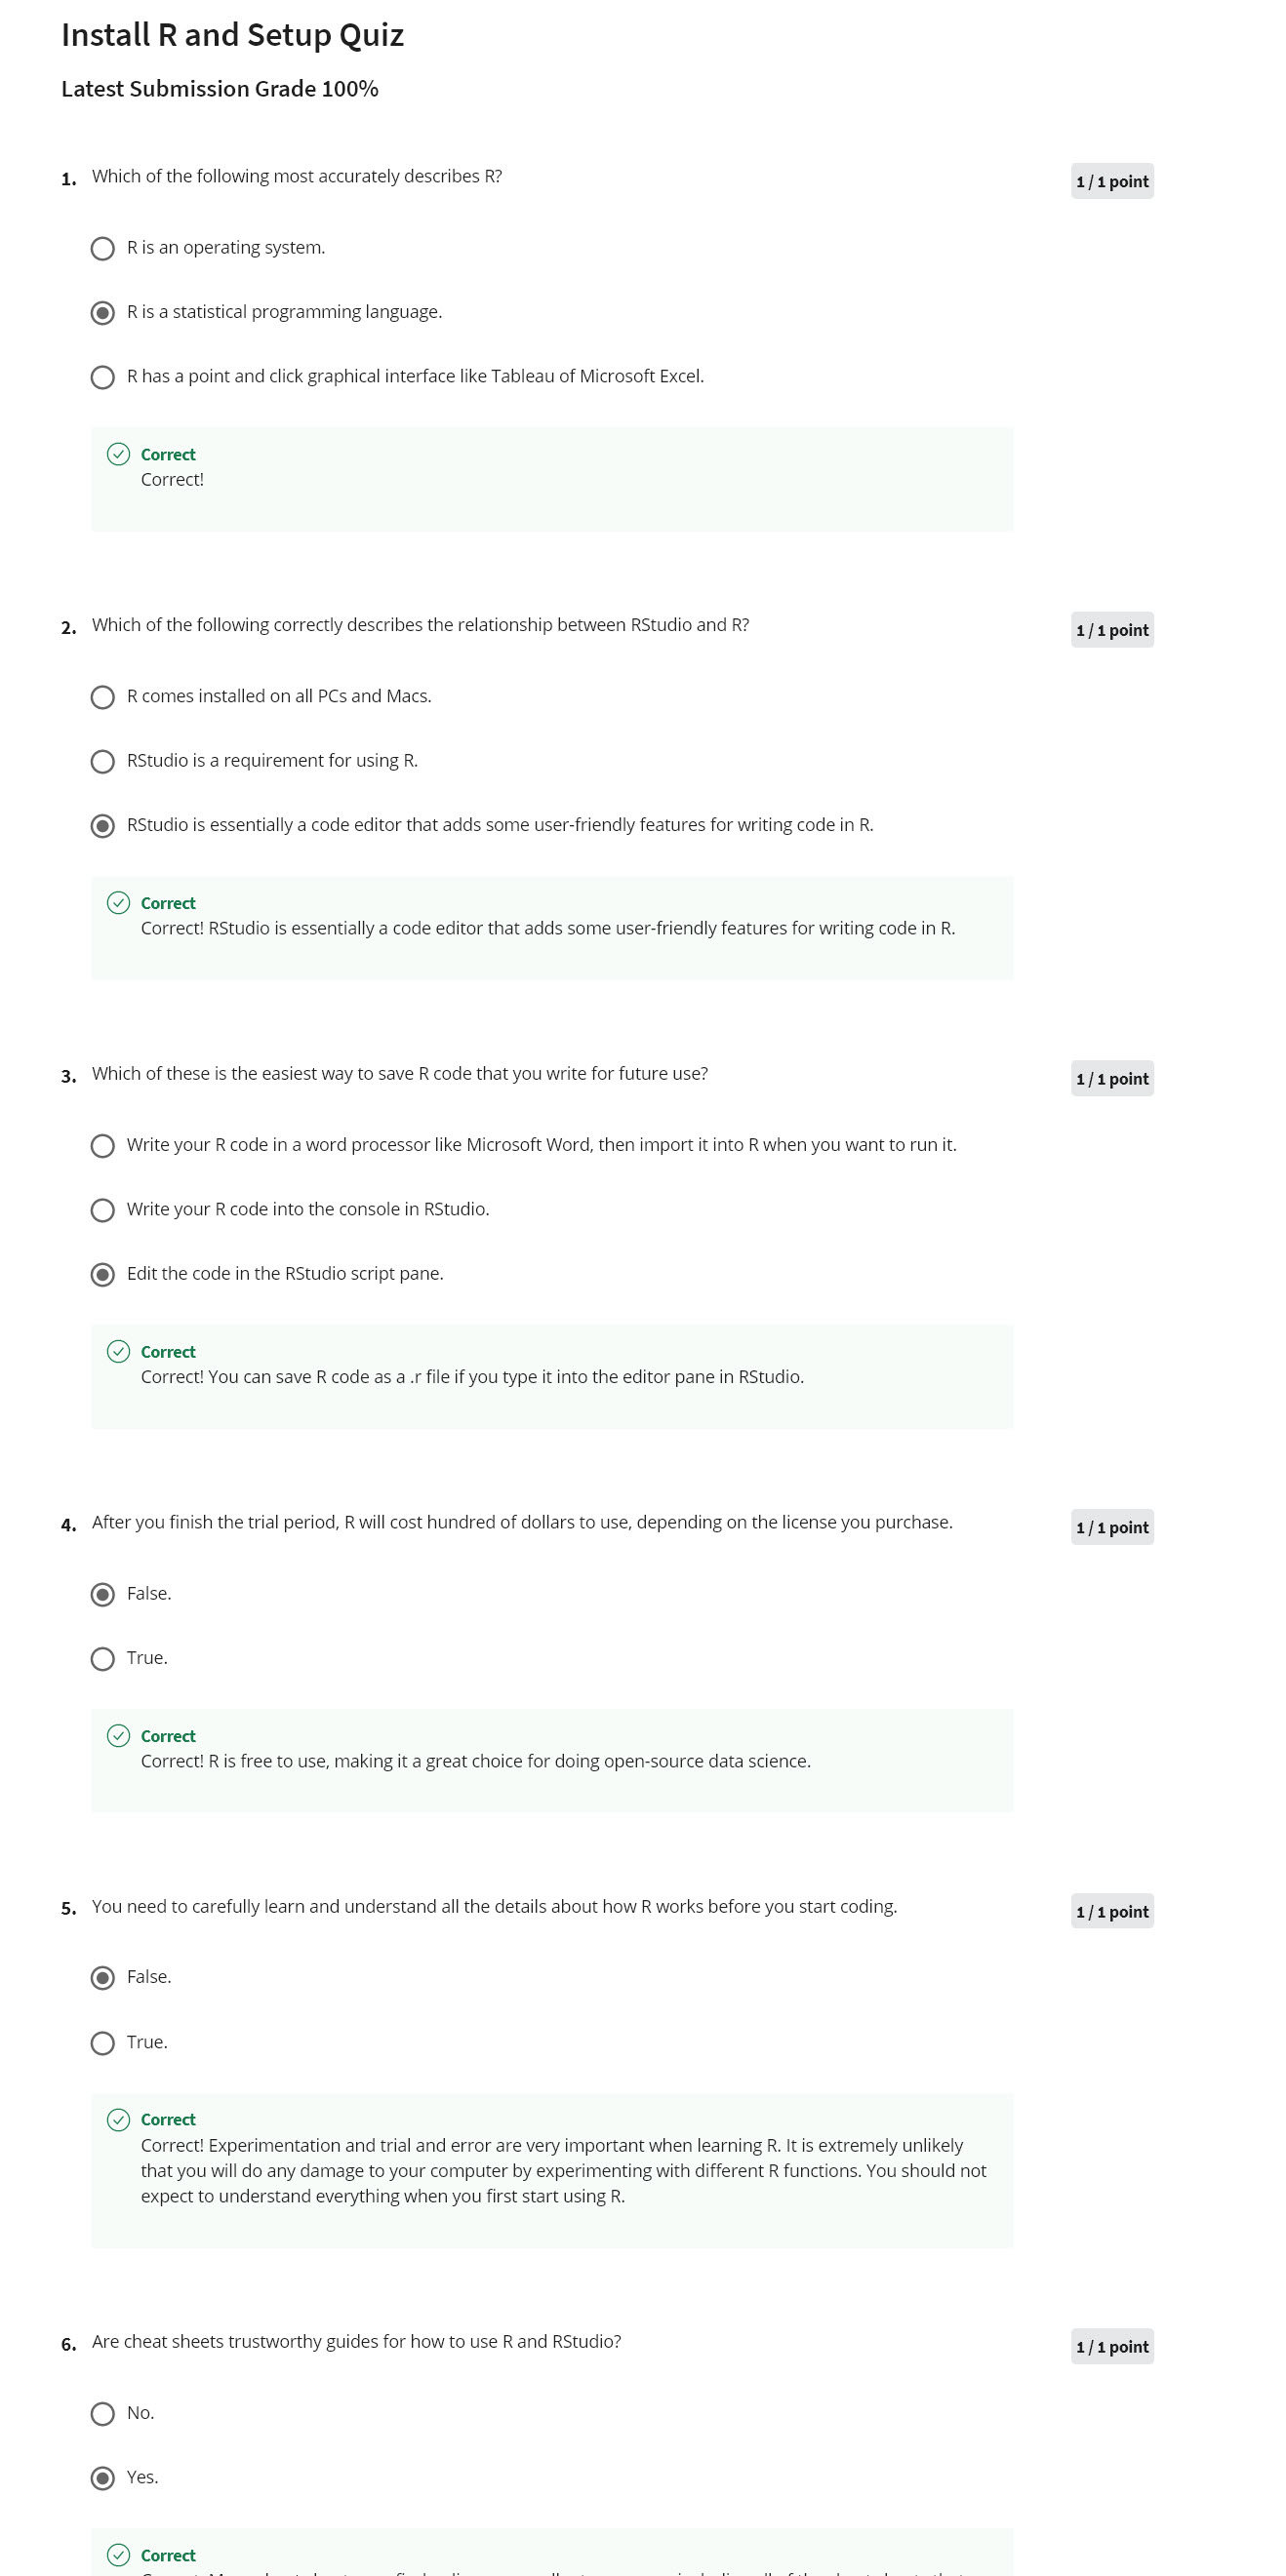 Install R and Setup Quiz
Latest Submission Grade 100%
1. Which of the following most accurately describes R?
1 / 1 point
R is an operating system.
R is a statistical programming language.
R has a point and click graphical interface like Tableau of Microsoft Excel.
Correct
Correct!
2. Which of the following correctly describes the relationship between RStudio and R?
1 / 1 point
R comes installed on all PCs and Macs.
RStudio is a requirement for using R.
RStudio is essentially a code editor that adds some user-friendly features for writing code in R.
Correct
Correct! RStudio is essentially a code editor that adds some user-friendly features for writing code in R.
3. Which of these is the easiest way to save R code that you write for future use?
1 / 1 point
Write your R code in a word processor like Microsoft Word, then import it into R when you want to run it.
Write your R code into the console in RStudio.
Edit the code in the RStudio script pane.
Correct
Correct! You can save R code as a .r file if you type it into the editor pane in RStudio.
4. After you finish the trial period, R will cost hundred of dollars to use, depending on the license you purchase.
1 / 1 point
False.
True.
Correct
Correct! R is free to use, making it a great choice for doing open-source data science.
5. You need to carefully learn and understand all the details about how R works before you start coding.
1 / 1 point
False.
True.
Correct
Correct! Experimentation and trial and error are very important when learning R. It is extremely unlikely
that you will do any damage to your computer by experimenting with different R functions. You should not
expect to understand everything when you first start using R.
6. Are cheat sheets trustworthy guides for how to use R and RStudio?
1 / 1 point
No.
Yes.
Correct